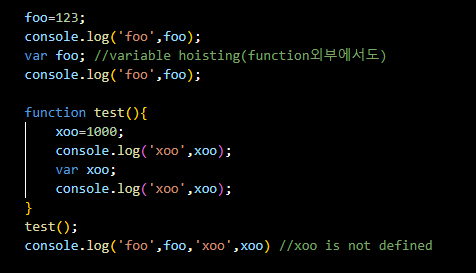 foo=123;
console.log('foo',foo);
var foo; //variable hoisting(function외부에서도)
console.log('foo',foo);
function test(){
xoo=1000;
console.log('xoo',xoo);
var xoo;
console.log('xoo',xoo);
}
test();
console.log('foo',foo,'xoo',xoo) //xoo is not defined